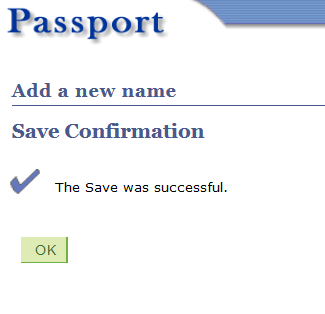 Passport
Add a new name
Save Confirmation
The Save was successful.
OK